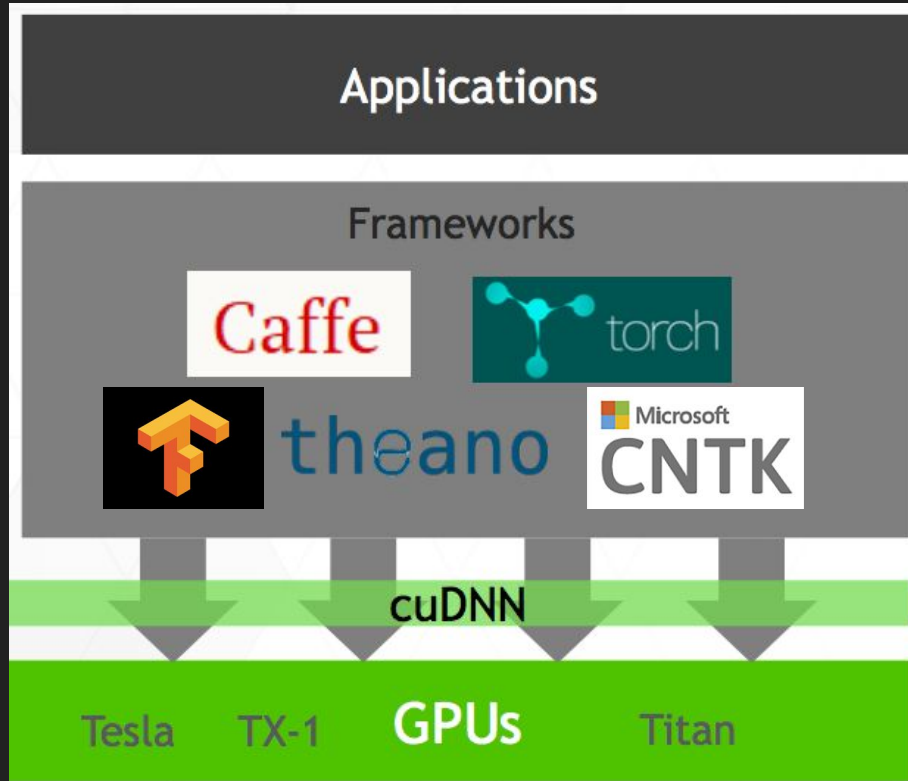 Applications
Frameworks
Caffe
torch
theano
Microsoft
CNTK
cuDNN
Tesla TX-1 GPUs Titan